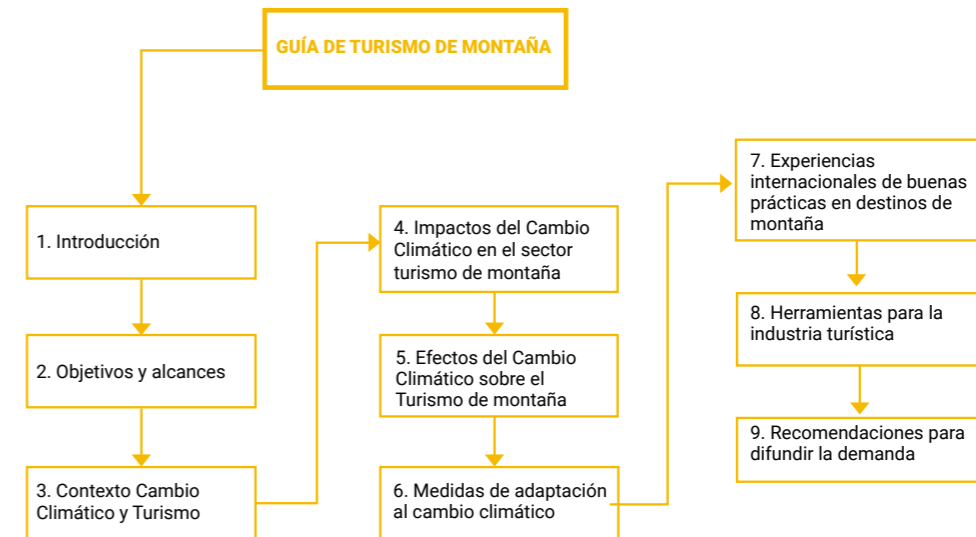 GUÍA DE TURISMO DE MONTAÑA
1. Introducción
2. Objetivos y alcances
3. Contexto Cambio
Climático y Turismo
4. Impactos del Cambio
Climático en el sector
turismo de montaña
5. Efectos del Cambio
Climático sobre el
Turismo de montaña
6. Medidas de adaptación
al cambio climático
7. Experiencias
internacionales de buenas
prácticas en destinos de
montaña
8. Herramientas para la
industria turística
9. Recomendaciones para
difundir la demanda